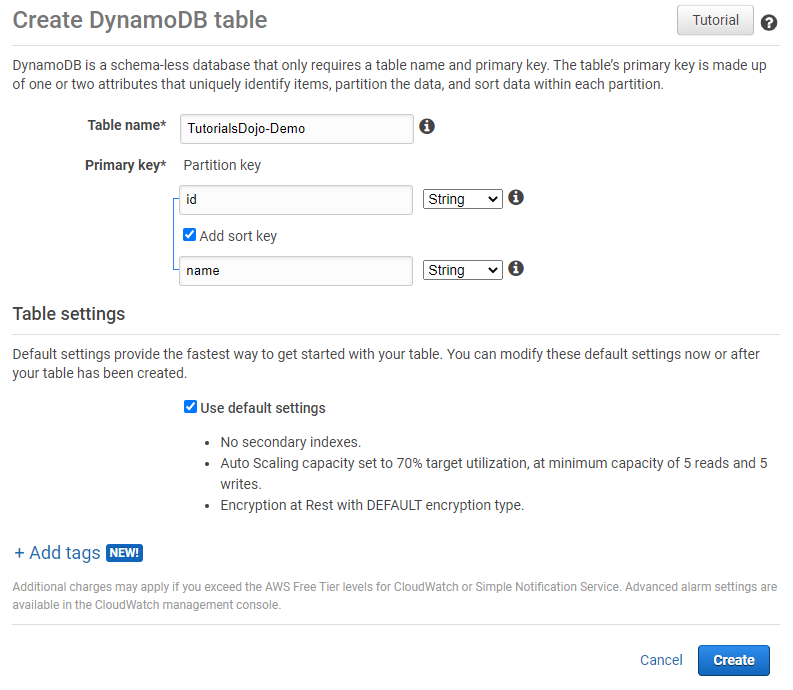 Create DynamoDB table
Tutorial
?
DynamoDB is a schema-less database that only requires a table name and primary key. The table's primary key is made up
of one or two attributes that uniquely identify items, partition the data, and sort data within each partition.
Table name* TutorialsDojo-Demo
Primary key* Partition key
id String
Add sort key
name String
Table settings
Default settings provide the fastest way to get started with your table. You can modify these default settings now or after
your table has been created.
Use default settings
• No secondary indexes.
• Auto Scaling capacity set to 70% target utilization, at minimum capacity of 5 reads and 5
writes.
• Encryption at Rest with DEFAULT encryption type.
+ Add tags NEW!
Additional charges may apply if you exceed the AWS Free Tier levels for CloudWatch or Simple Notification Service. Advanced alarm settings are
available in the CloudWatch management console.
Cancel Create